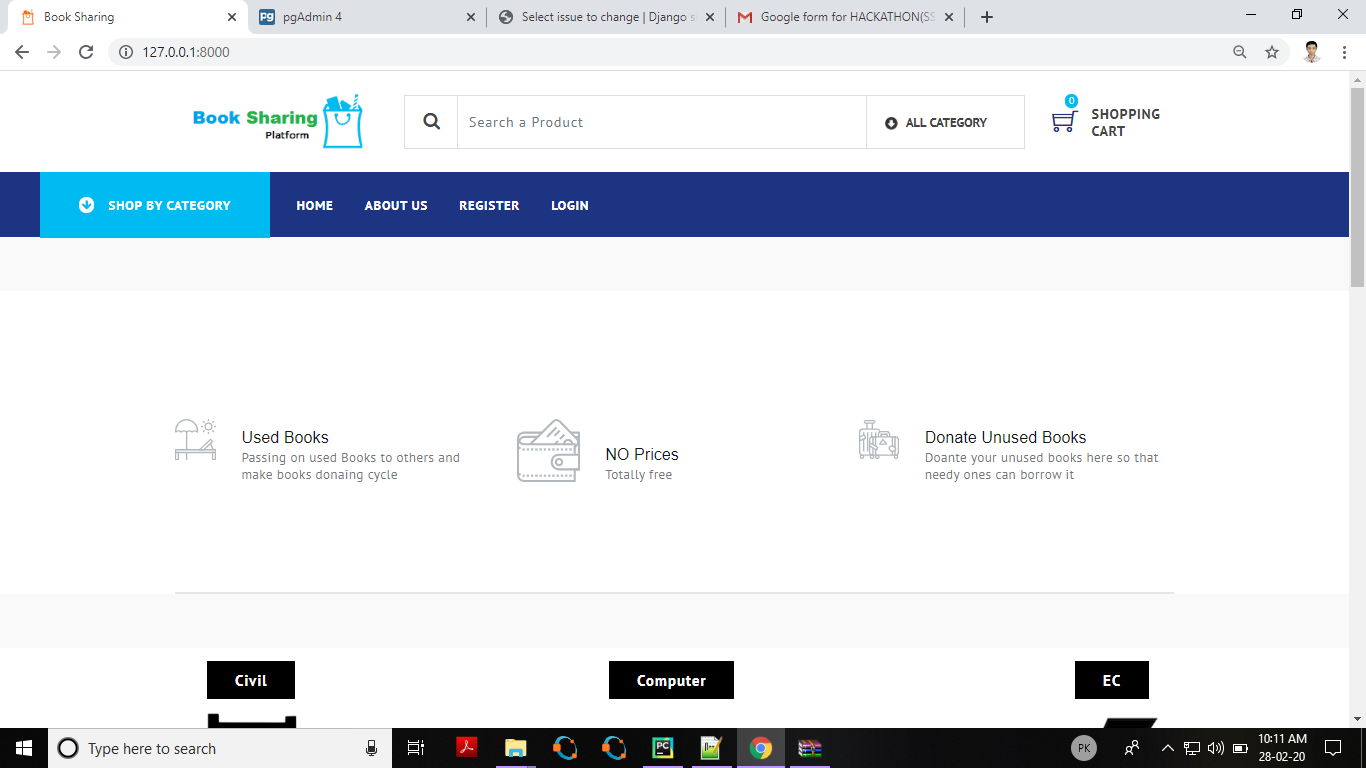 Book Sharing
pgAdmin 4
Select issue to change | Django s
Google form for HACKATHON(SS
127.0.0.1:8000
Book Sharing
Platform
Search a Product
ALL CATEGORY
0
SHOPPING
CART
SHOP BY CATEGORY
HOME
ABOUT US
REGISTER
LOGIN
Used Books
Passing on used Books to others and
make books donaing cycle
NO Prices
Totally free
Donate Unused Books
Doante your unused books here so that
needy ones can borrow it
Civil
Computer
EC
Type here to search
PK
10:11 AM
28-02-20